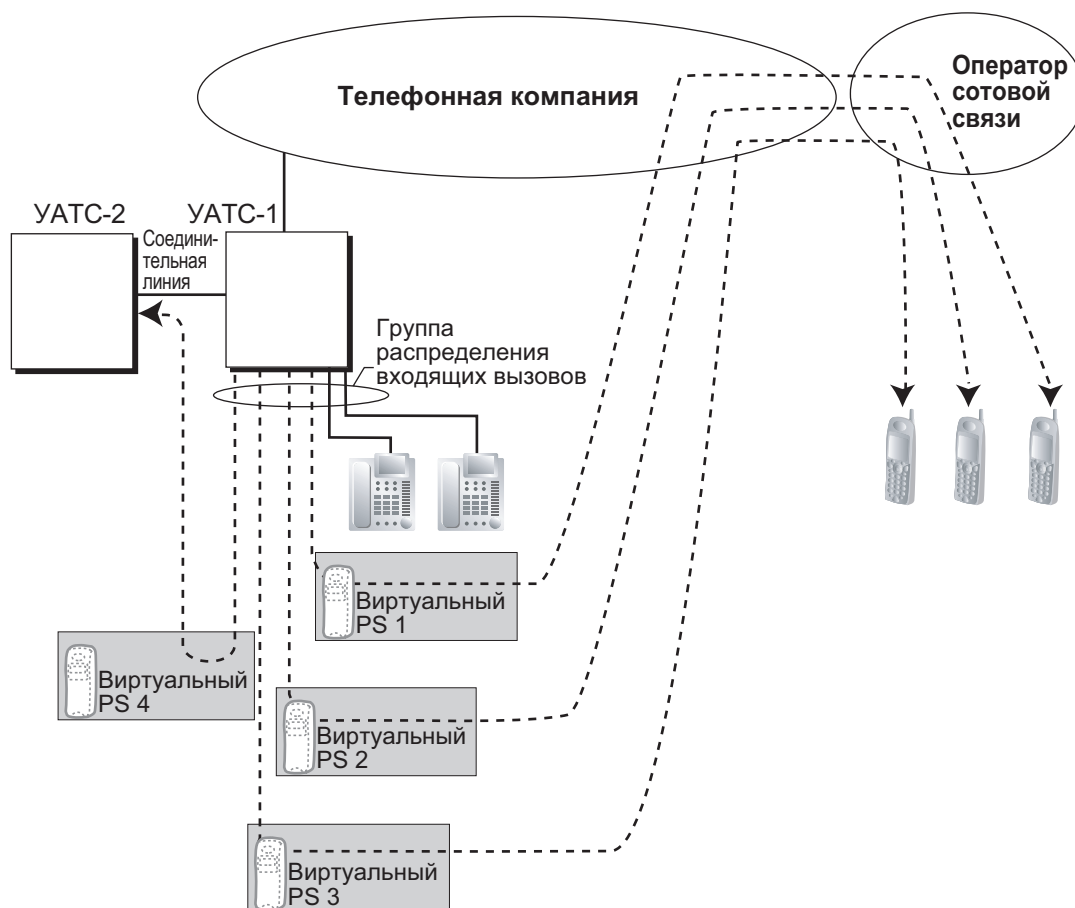 Телефонная компания
Оператор
сотовой
связи
УАТС-2
УАТС-1
Соедини-
тельная
линия
Группа
распределения
входящих вызовов
Виртуальный
PS 1
Виртуальный
PS 4
Виртуальный
PS 2
Виртуальный
PS 3